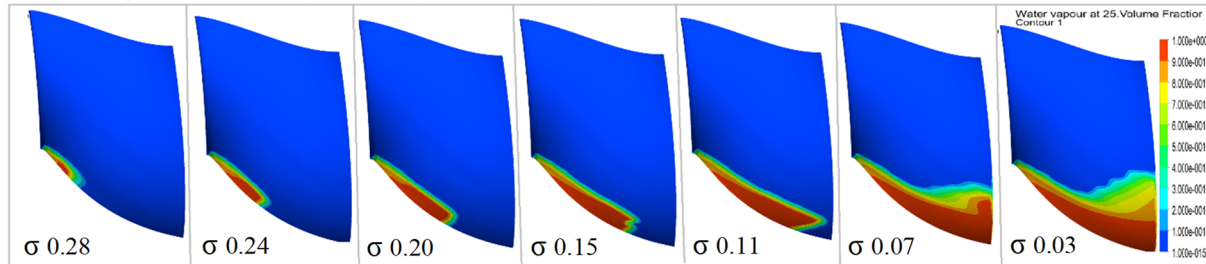 Water vapour at 25.Volume Fractior
Contour 1
1.000e+000
9.000e-001
8.000e-001
7.000e-001
6.000e-001
5.000e-001
4.000e-001
3.000e-001
2.000e-001
1.000e-001
1.000e-015
σ 0.28
σ 0.24
σ 0.20
σ 0.15
σ 0.11
σ 0.07
σ 0.03